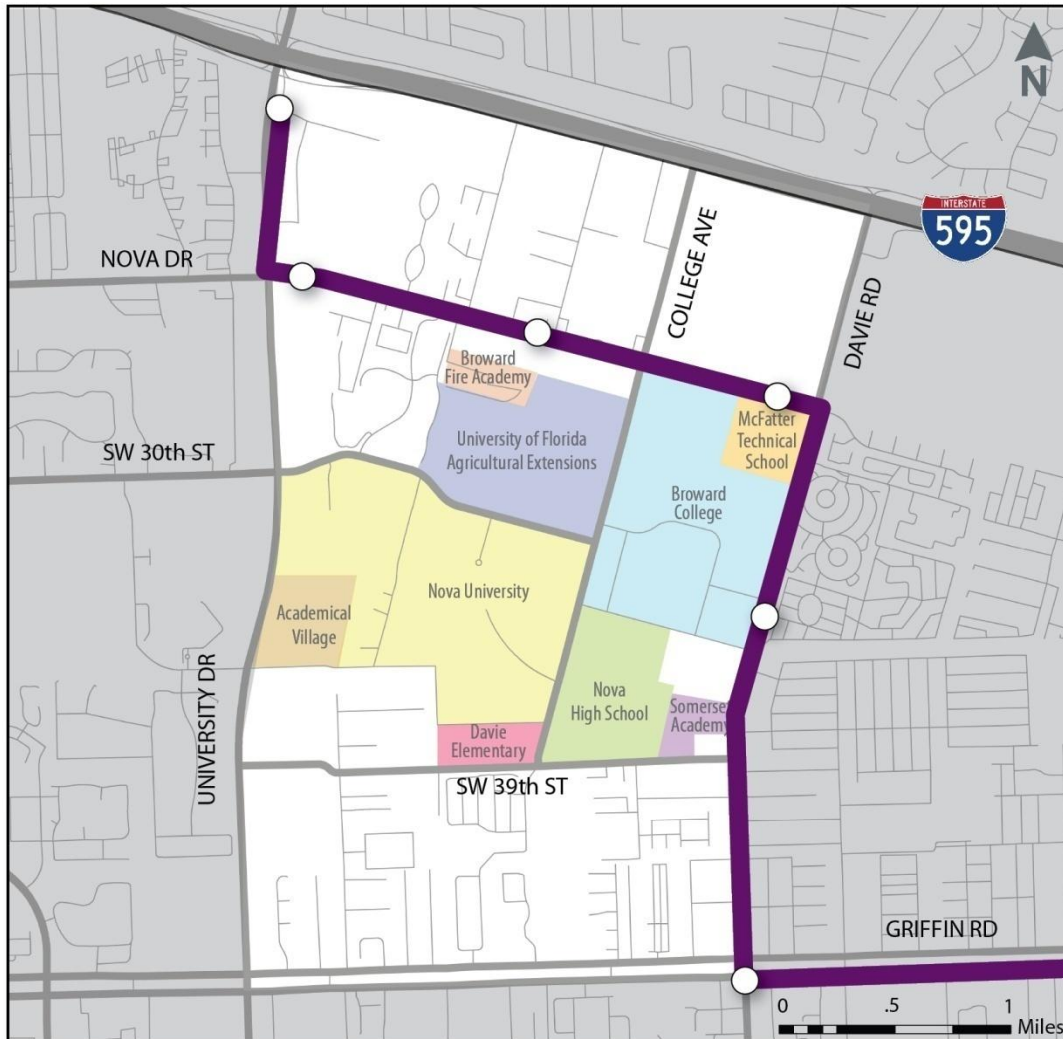 N
INTERSTATE
595
COLLEGE AVE
NOVA DR
DAVIE RD
Broward
Fire Academy
McFatter
Technical
School
University of Florida
Agricultural Extensions
SW 30th ST
Broward
College
Nova University
Academical
Village
UNIVERSITY DR
Nova
High School
Somerset
Academy
Davie
Elementary
SW 39th ST
GRIFFIN RD
0 .5 1
Miles